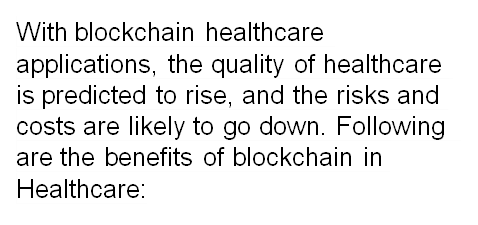 With blockchain healthcare
applications, the quality of healthcare
is predicted to rise, and the risks and
costs are likely to go down. Following
are the benefits of blockchain in
Healthcare: